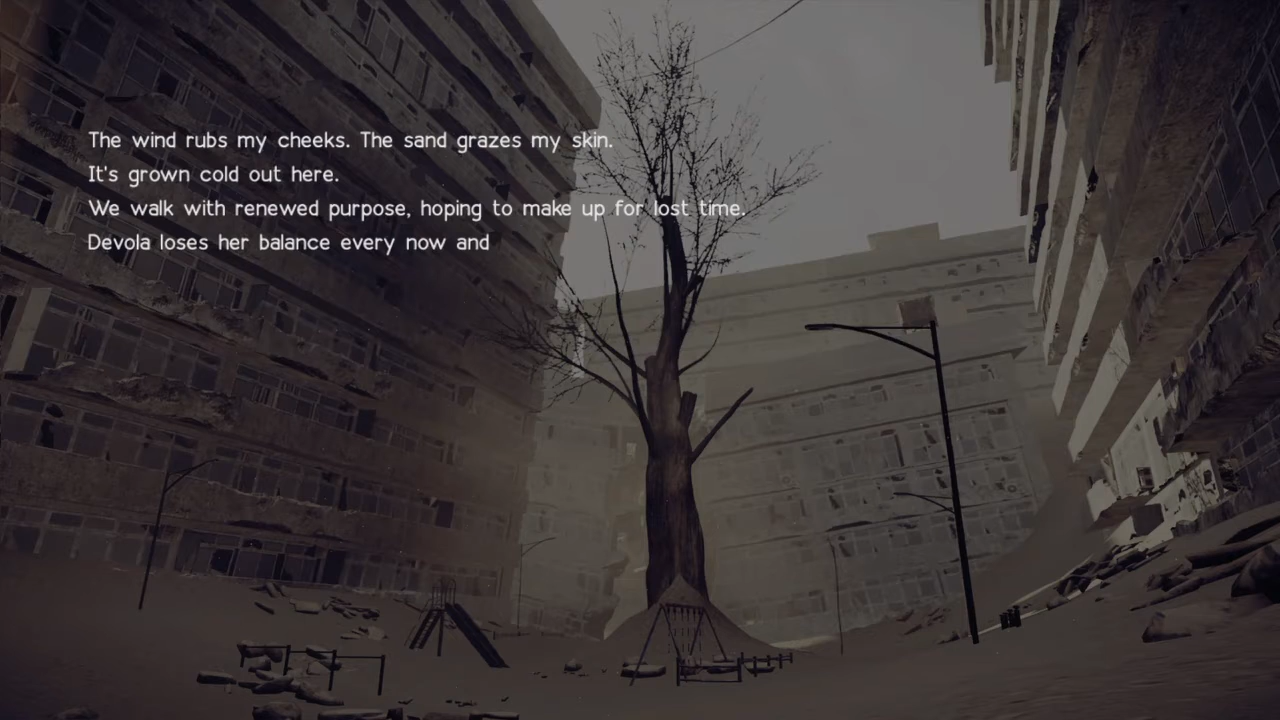 The wind rubs my cheeks. The sand grazes my skin.
It's grown cold out here.
We walk with renewed purpose, hoping to make up for lost time.
Devola loses her balance every now and